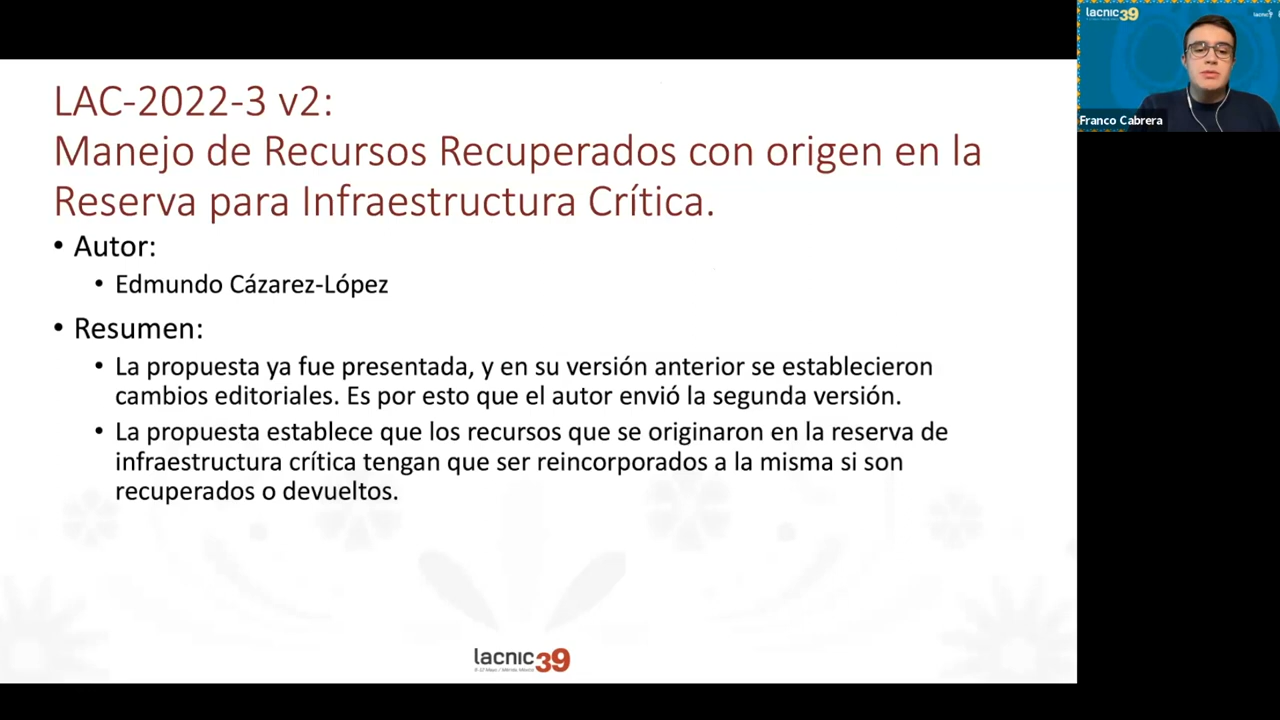 LAC-2022-3 v2:
Manejo de Recursos Recuperados con origen en la
Reserva para Infraestructura Crítica.
• Autor:
• Edmundo Cázarez-López
• Resumen:
• La propuesta ya fue presentada, y en su versión anterior se establecieron
cambios editoriales. Es por esto que el autor envió la segunda versión.
• La propuesta establece que los recursos que se originaron en la reserva de
infraestructura crítica tengan que ser reincorporados a la misma si son
recuperados o devueltos.
lacnic39
lacnic39
lacnic
Franco Cabrera